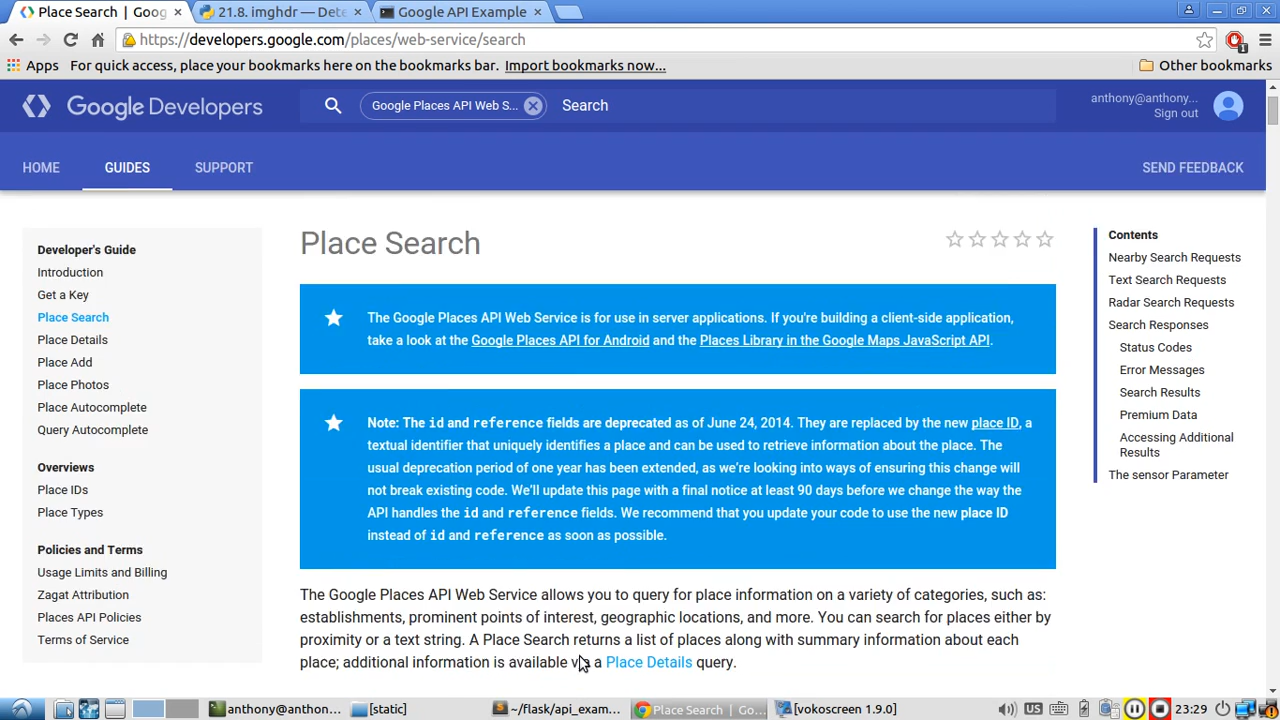 Place Search | Goog
21.8. imghdr — Dete
Google API Example
https://developers.google.com/places/web-service/search
1
Apps
For quick access, place your bookmarks here on the bookmarks bar. Import bookmarks now...
Other bookmarks
Google Developers
Google Places API Web S...
Search
anthony@anthony...
Sign out
HOME
GUIDES
SUPPORT
SEND FEEDBACK
Developer's Guide
Introduction
Get a Key
Place Search
Place Details
Place Add
Place Photos
Place Autocomplete
Query Autocomplete
Overviews
Place IDs
Place Types
Policies and Terms
Usage Limits and Billing
Zagat Attribution
Places API Policies
Terms of Service
Place Search
The Google Places API Web Service is for use in server applications. If you're building a client-side application,
take a look at the Google Places API for Android and the Places Library in the Google Maps JavaScript API.
Note: The id and reference fields are deprecated as of June 24, 2014. They are replaced by the new place ID, a
textual identifier that uniquely identifies a place and can be used to retrieve information about the place. The
usual deprecation period of one year has been extended, as we're looking into ways of ensuring this change will
not break existing code. We'll update this page with a final notice at least 90 days before we change the way the
API handles the id and reference fields. We recommend that you update your code to use the new place ID
instead of id and reference as soon as possible.
The Google Places API Web Service allows you to query for place information on a variety of categories, such as:
establishments, prominent points of interest, geographic locations, and more. You can search for places either by
proximity or a text string. A Place Search returns a list of places along with summary information about each
place; additional information is available via a Place Details query.
Contents
Nearby Search Requests
Text Search Requests
Radar Search Requests
Search Responses
Status Codes
Error Messages
Search Results
Premium Data
Accessing Additional
Results
The sensor Parameter
anthony@anthon...
[static]
~/flask/api_exam...
Place Search | Go...
[vokoscreen 1.9.0]
US
23:29